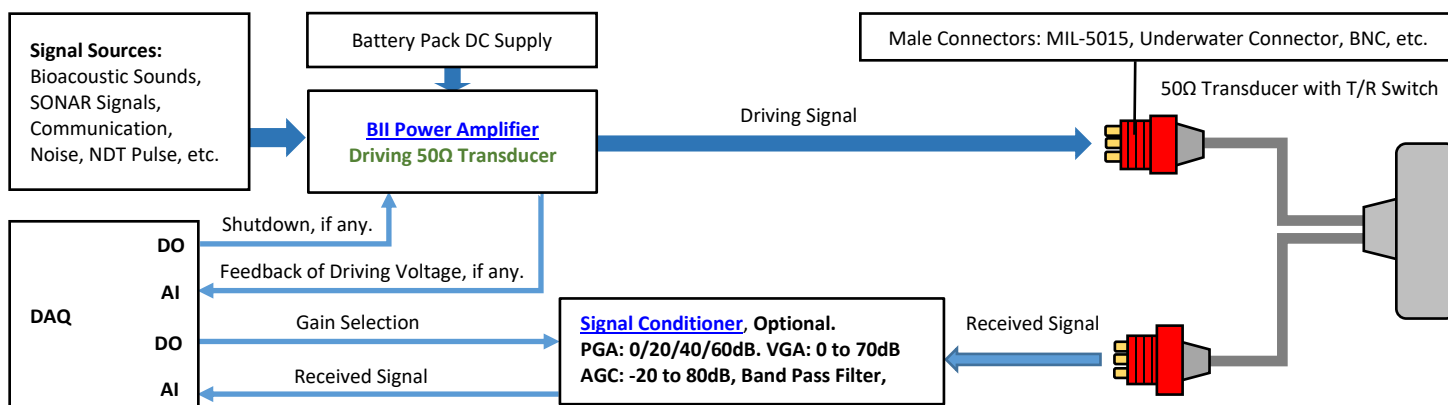 Signal Sources:
Bioacoustic Sounds,
SONAR Signals,
Communication,
Noise, NDT Pulse, etc.
Battery Pack DC Supply
BII Power Amplifier
Driving 50Ω Transducer
Driving Signal
Male Connectors: MIL-5015, Underwater Connector, BNC, etc.
50Ω Transducer with T/R Switch
DAQ
DO
Shutdown, if any.
AI
Feedback of Driving Voltage, if any.
DO
Gain Selection
AI
Received Signal
Signal Conditioner, Optional.
PGA: 0/20/40/60dB. VGA: 0 to 70dB
AGC: -20 to 80dB, Band Pass Filter,
Received Signal